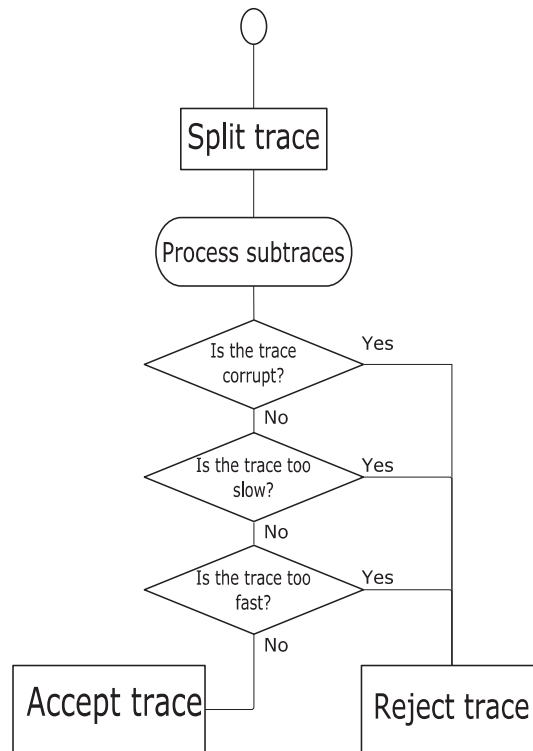 Split trace
Process subtraces
Is the trace
corrupt?
Yes
No
Is the trace too
slow?
Yes
No
Is the trace too
fast?
Yes
No
Accept trace
Reject trace